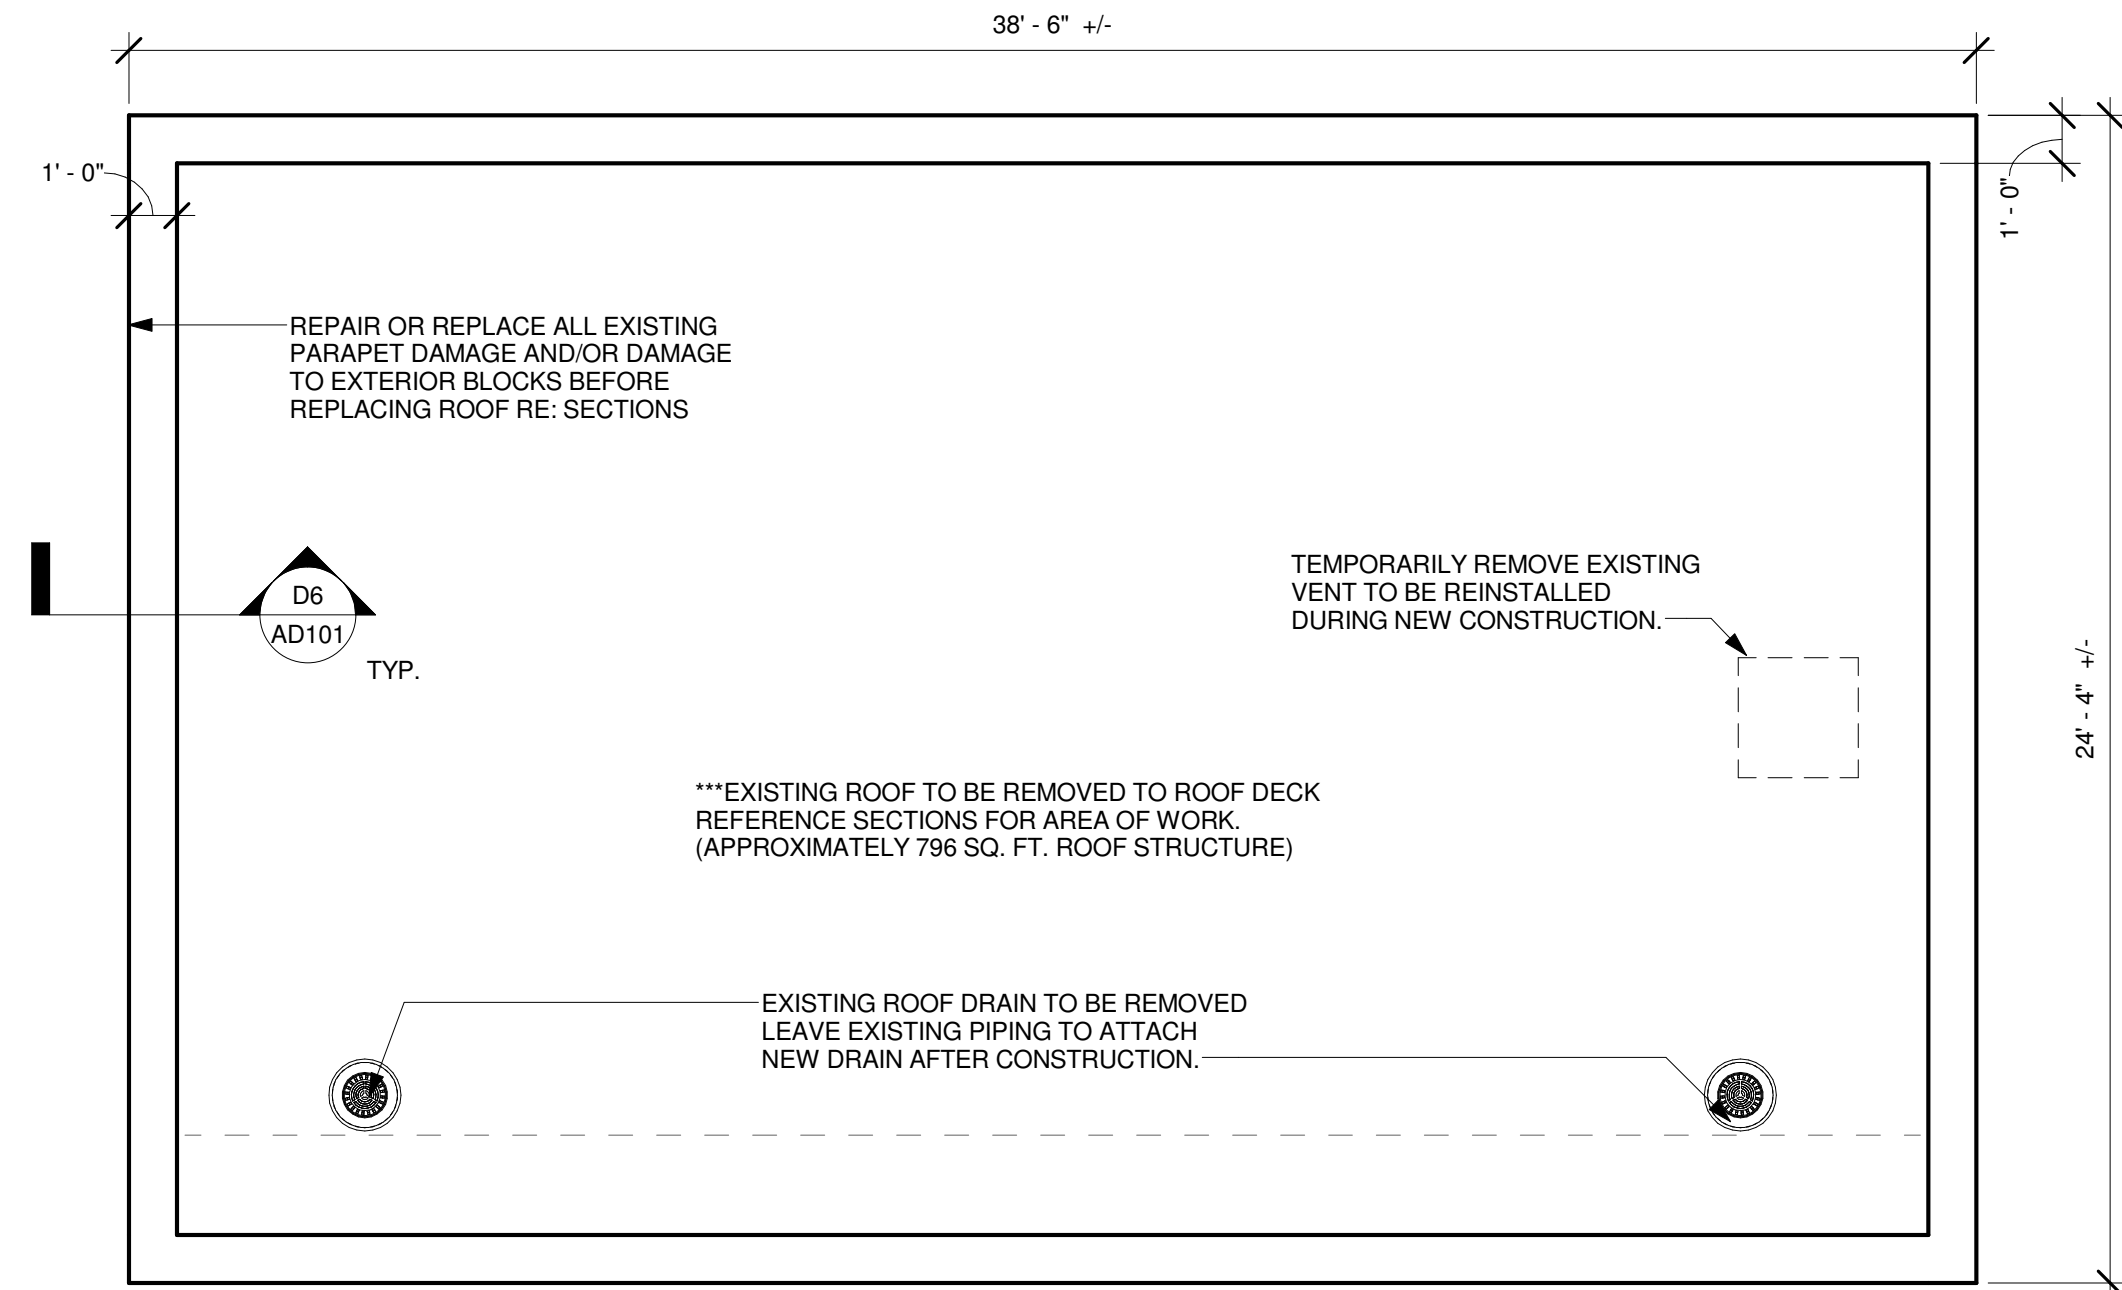 38' - 6" +/-
1' - 0"
1' - 0"
REPAIR OR REPLACE ALL EXISTING
PARAPET DAMAGE AND/OR DAMAGE
TO EXTERIOR BLOCKS BEFORE
REPLACING ROOF RE: SECTIONS
D6
AD101
TYP.
TEMPORARILY REMOVE EXISTING
VENT TO BE REINSTALLED
DURING NEW CONSTRUCTION.
24' - 4" +/-
***EXISTING ROOF TO BE REMOVED TO ROOF DECK
REFERENCE SECTIONS FOR AREA OF WORK.
(APPROXIMATELY 796 SQ. FT. ROOF STRUCTURE)
EXISTING ROOF DRAIN TO BE REMOVED
LEAVE EXISTING PIPING TO ATTACH
NEW DRAIN AFTER CONSTRUCTION.